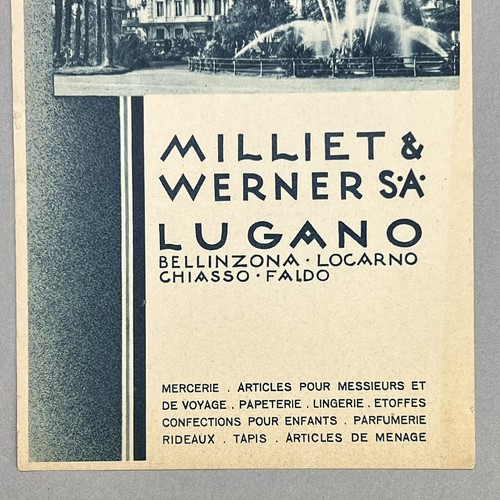 MILLIET &
WERNER S·A·
LUGANO
BELLINZONA · LOCARNO
CHIASSO · FALDO
MERCERIE . ARTICLES POUR MESSIEURS ET
DE VOYAGE . PAPETERIE . LINGERIE . ETOFFES
CONFECTIONS POUR ENFANTS . PARFUMERIE
RIDEAUX . TAPIS . ARTICLES DE MENAGE